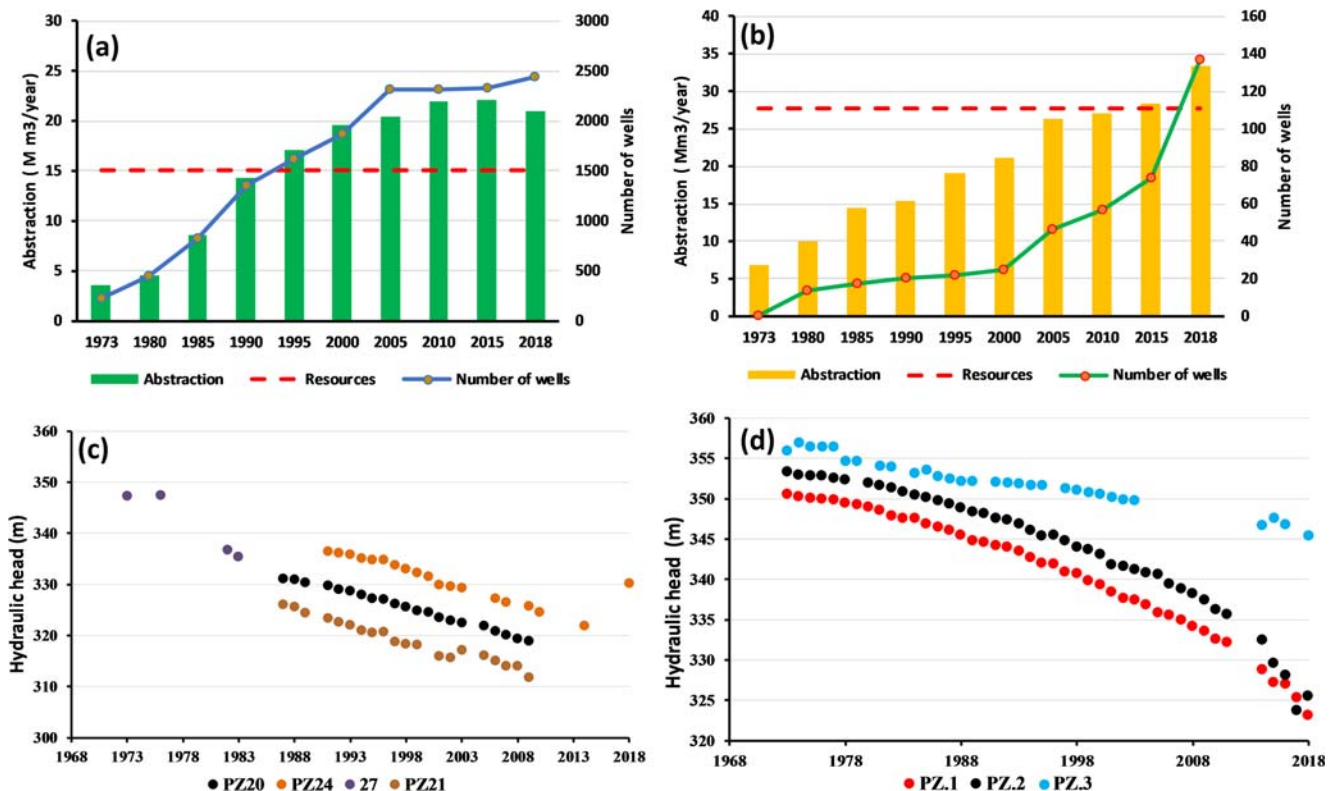 (a)
Abstraction ( M m3/year)
30
25
20
15
10
5
0
3000
2500
2000
1500
1000
500
0
Number of wells
1973 1980 1985 1990 1995 2000 2005 2010 2015 2018
Abstraction Resources Number of wells
(b)
Abstraction ( Mm3/year)
40
35
30
25
20
15
10
5
0
160
140
120
100
80
60
40
20
0
Number of wells
1973 1980 1985 1990 1995 2000 2005 2010 2015 2018
Abstraction Resources Number of wells
(c)
Hydraulic head (m)
360
350
340
330
320
310
300
1968 1973 1978 1983 1988 1993 1998 2003 2008 2013 2018
PZ20 PZ24 27 PZ21
(d)
Hydraulic head (m)
360
355
350
345
340
335
330
325
320
1968 1978 1988 1998 2008 2018
PZ.1 PZ.2 PZ.3